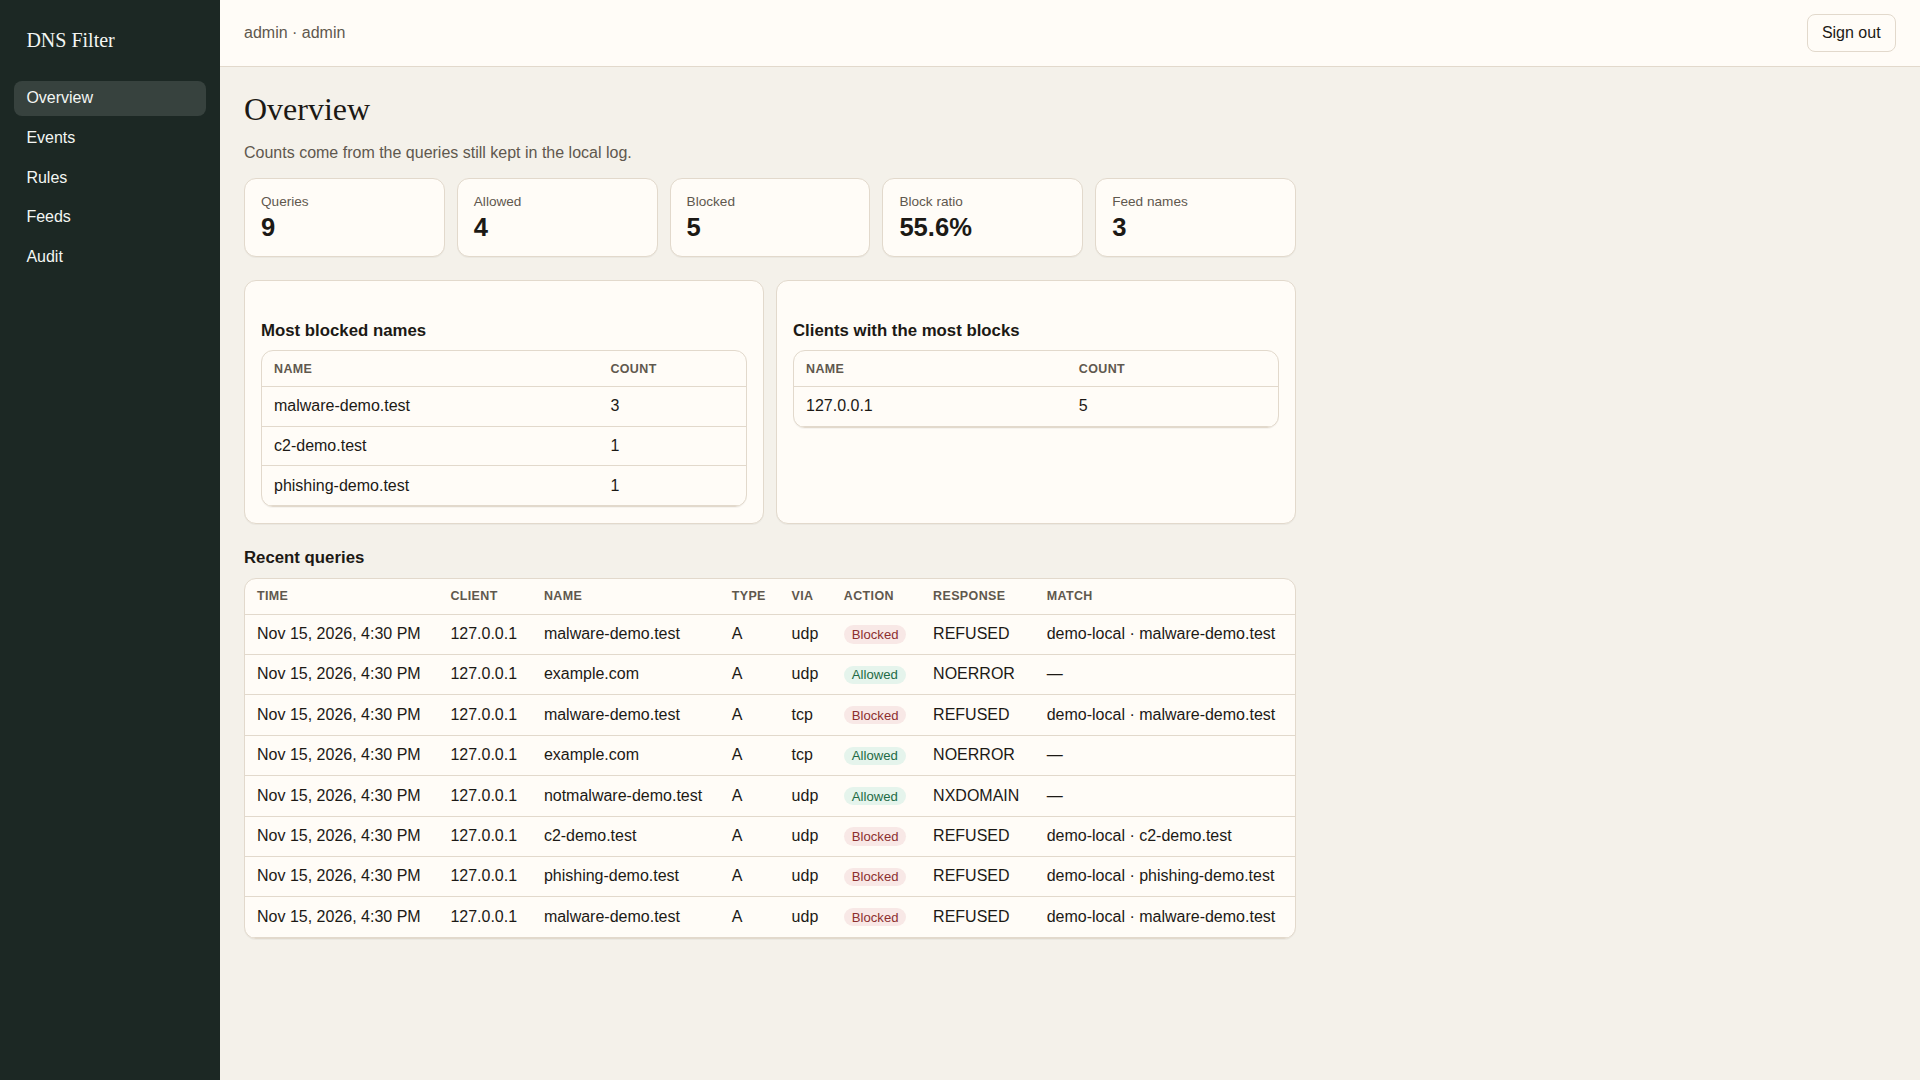 DNS Filter
Overview
Events
Rules
Feeds
Audit
admin · admin
Sign out
Overview
Counts come from the queries still kept in the local log.
Queries
9
Allowed
4
Blocked
5
Block ratio
55.6%
Feed names
3
Most blocked names
NAME COUNT
malware-demo.test 3
c2-demo.test 1
phishing-demo.test 1
Clients with the most blocks
NAME COUNT
127.0.0.1 5
Recent queries
TIME CLIENT NAME TYPE VIA ACTION RESPONSE MATCH
Nov 15, 2026, 4:30 PM 127.0.0.1 malware-demo.test A udp Blocked REFUSED demo-local · malware-demo.test
Nov 15, 2026, 4:30 PM 127.0.0.1 example.com A udp Allowed NOERROR —
Nov 15, 2026, 4:30 PM 127.0.0.1 malware-demo.test A tcp Blocked REFUSED demo-local · malware-demo.test
Nov 15, 2026, 4:30 PM 127.0.0.1 example.com A tcp Allowed NOERROR —
Nov 15, 2026, 4:30 PM 127.0.0.1 notmalware-demo.test A udp Allowed NXDOMAIN —
Nov 15, 2026, 4:30 PM 127.0.0.1 c2-demo.test A udp Blocked REFUSED demo-local · c2-demo.test
Nov 15, 2026, 4:30 PM 127.0.0.1 phishing-demo.test A udp Blocked REFUSED demo-local · phishing-demo.test
Nov 15, 2026, 4:30 PM 127.0.0.1 malware-demo.test A udp Blocked REFUSED demo-local · malware-demo.test